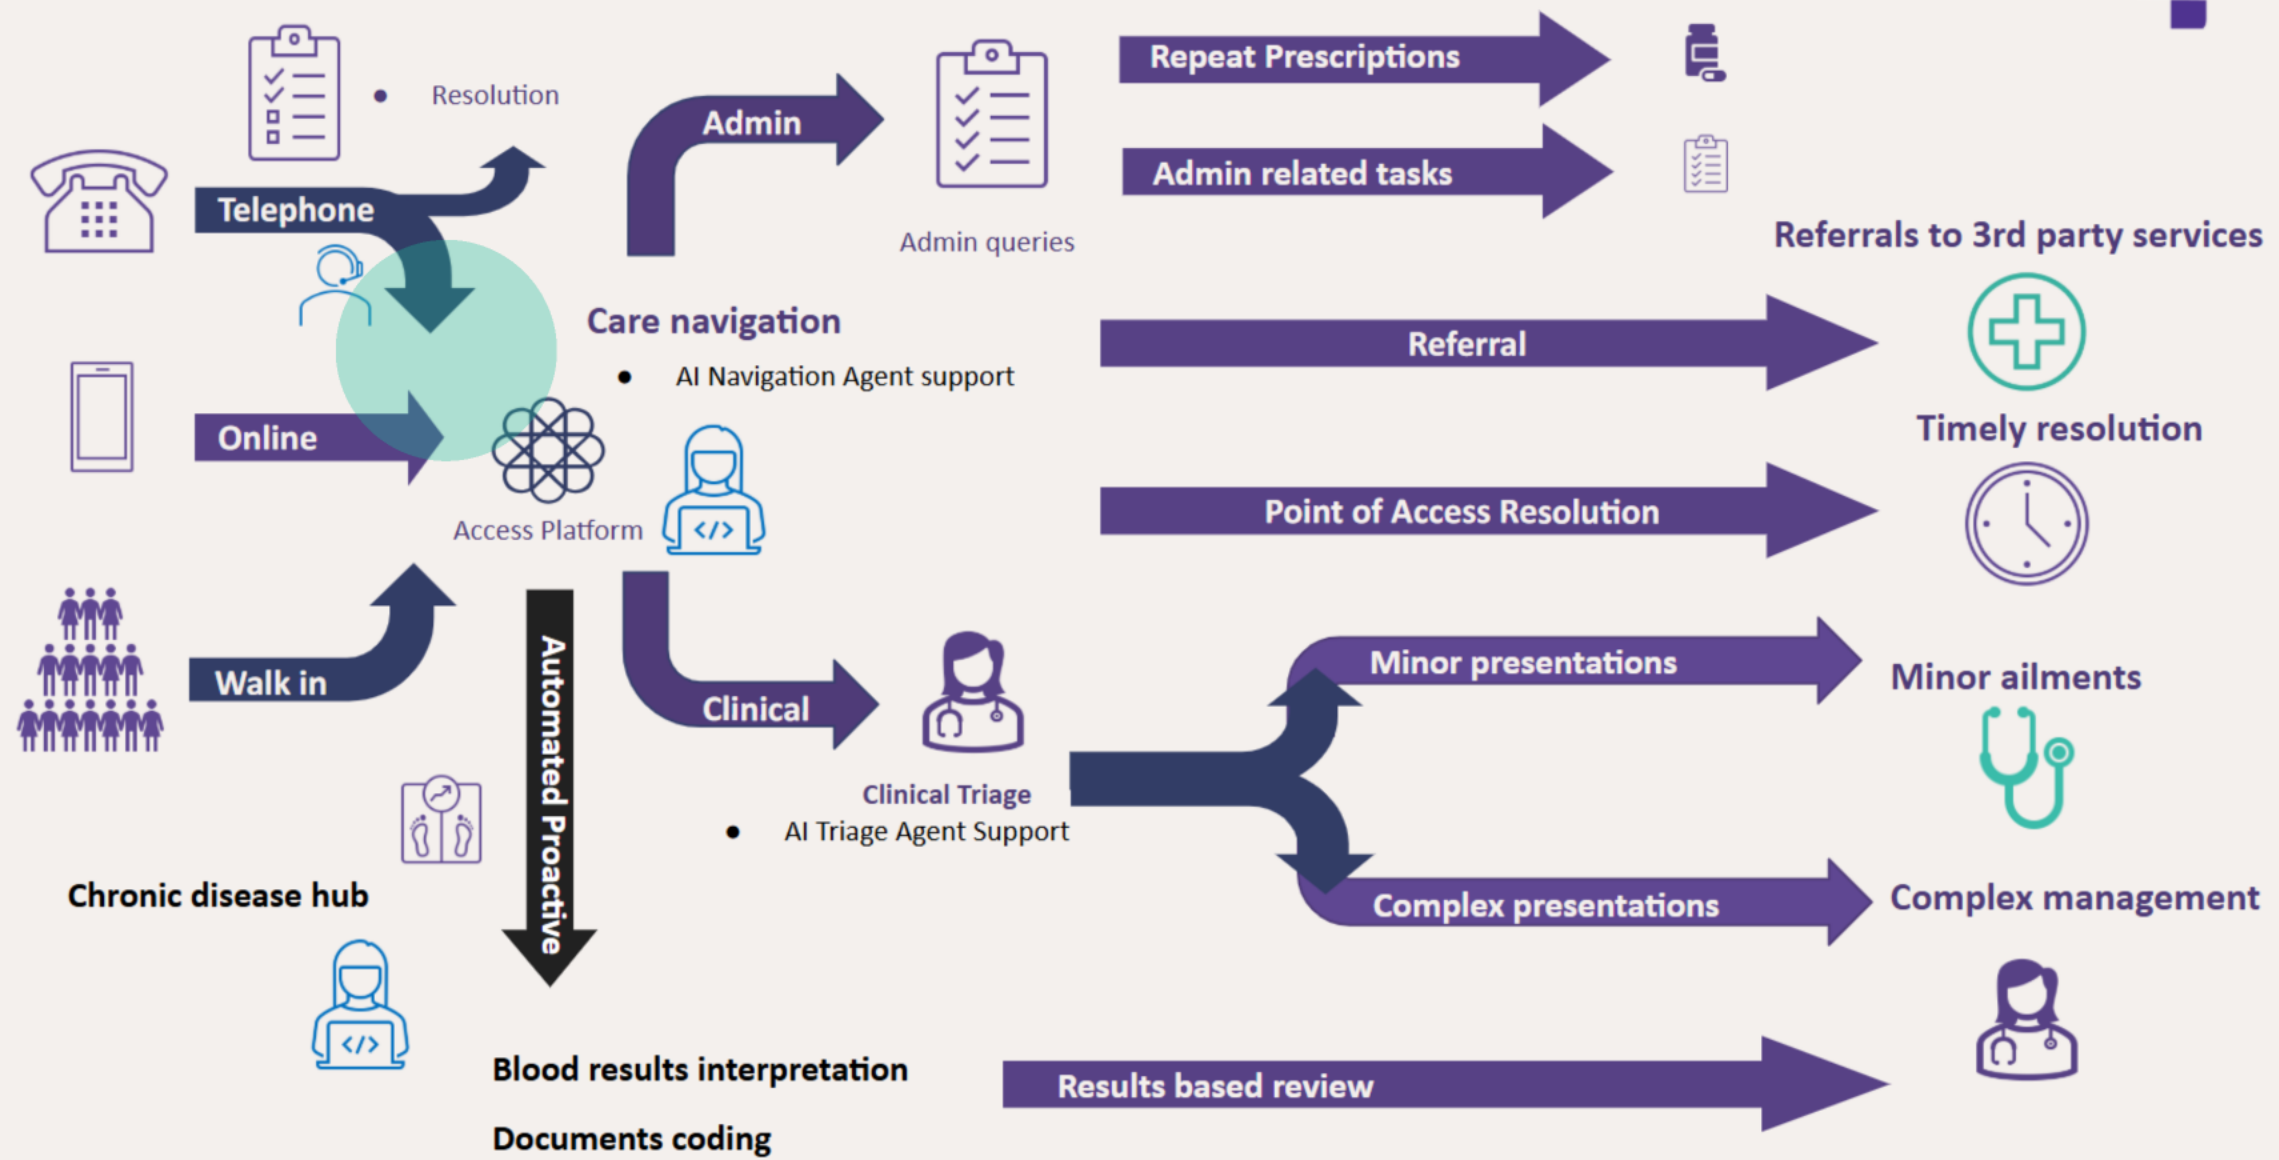 Resolution
Telephone
Online
Walk in
Access Platform
Care navigation
AI Navigation Agent support
</>
Admin
Admin queries
Repeat Prescriptions
Admin related tasks
Referral
Referrals to 3rd party services
Point of Access Resolution
Timely resolution
Clinical
Clinical Triage
AI Triage Agent Support
Minor presentations
Minor ailments
Complex presentations
Complex management
Automated Proactive
Chronic disease hub
</>
Blood results interpretation
Documents coding
Results based review